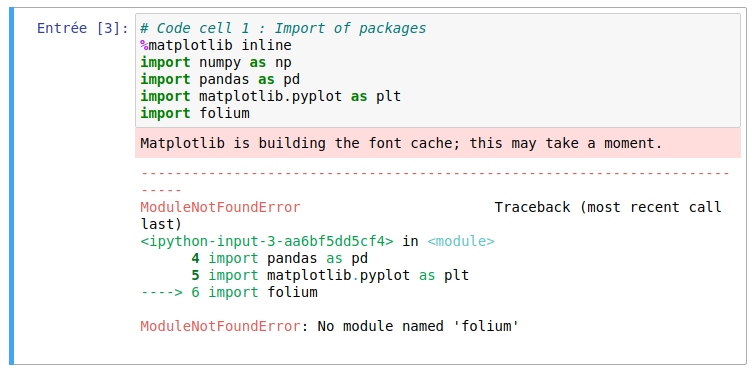 Entrée [3]: # Code cell 1 : Import of packages
%matplotlib inline
import numpy as np
import pandas as pd
import matplotlib.pyplot as plt
import folium
Matplotlib is building the font cache; this may take a moment.
----------------------------------------------------------------------
-----
ModuleNotFoundError                       Traceback (most recent call
last)
<ipython-input-3-aa6bf5dd5cf4> in <module>
      4 import pandas as pd
      5 import matplotlib.pyplot as plt
----> 6 import folium
ModuleNotFoundError: No module named 'folium'